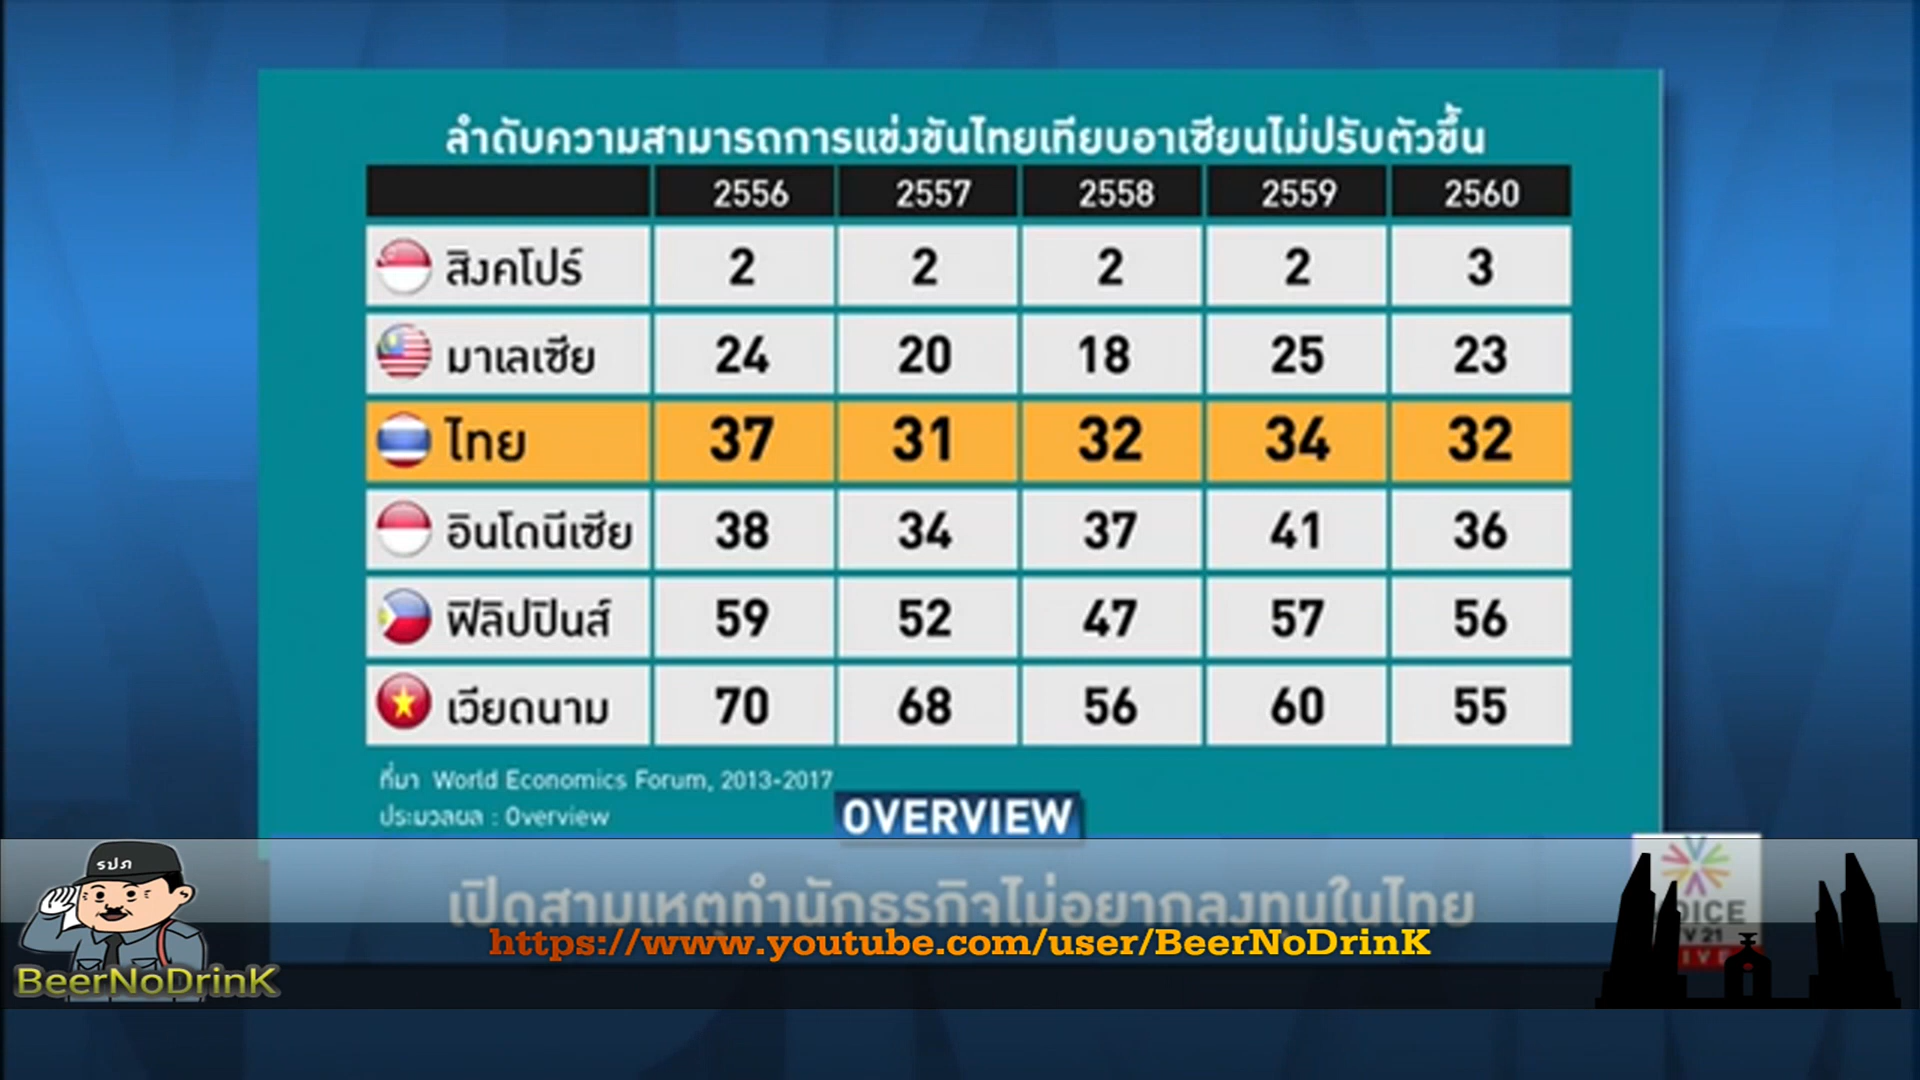 ลำดับความสามารถการแข่งขันไทยเทียบอาเซียนไม่ปรับตัวขึ้น
2556 2557 2558 2559 2560
สิงคโปร์ 2 2 2 2 3
มาเลเซีย 24 20 18 25 23
ไทย 37 31 32 34 32
อินโดนีเซีย 38 34 37 41 36
ฟิลิปปินส์ 59 52 47 57 56
เวียดนาม 70 68 56 60 55
ที่มา World Economics Forum, 2013-2017
ประมวลผล : Overview
OVERVIEW
เปิดสามเหตุทำนักธุรกิจไม่อยากลงทุนในไทย
https://www.youtube.com/user/BeerNoDrinK
รปภ
BeerNoDrinK
TV 21